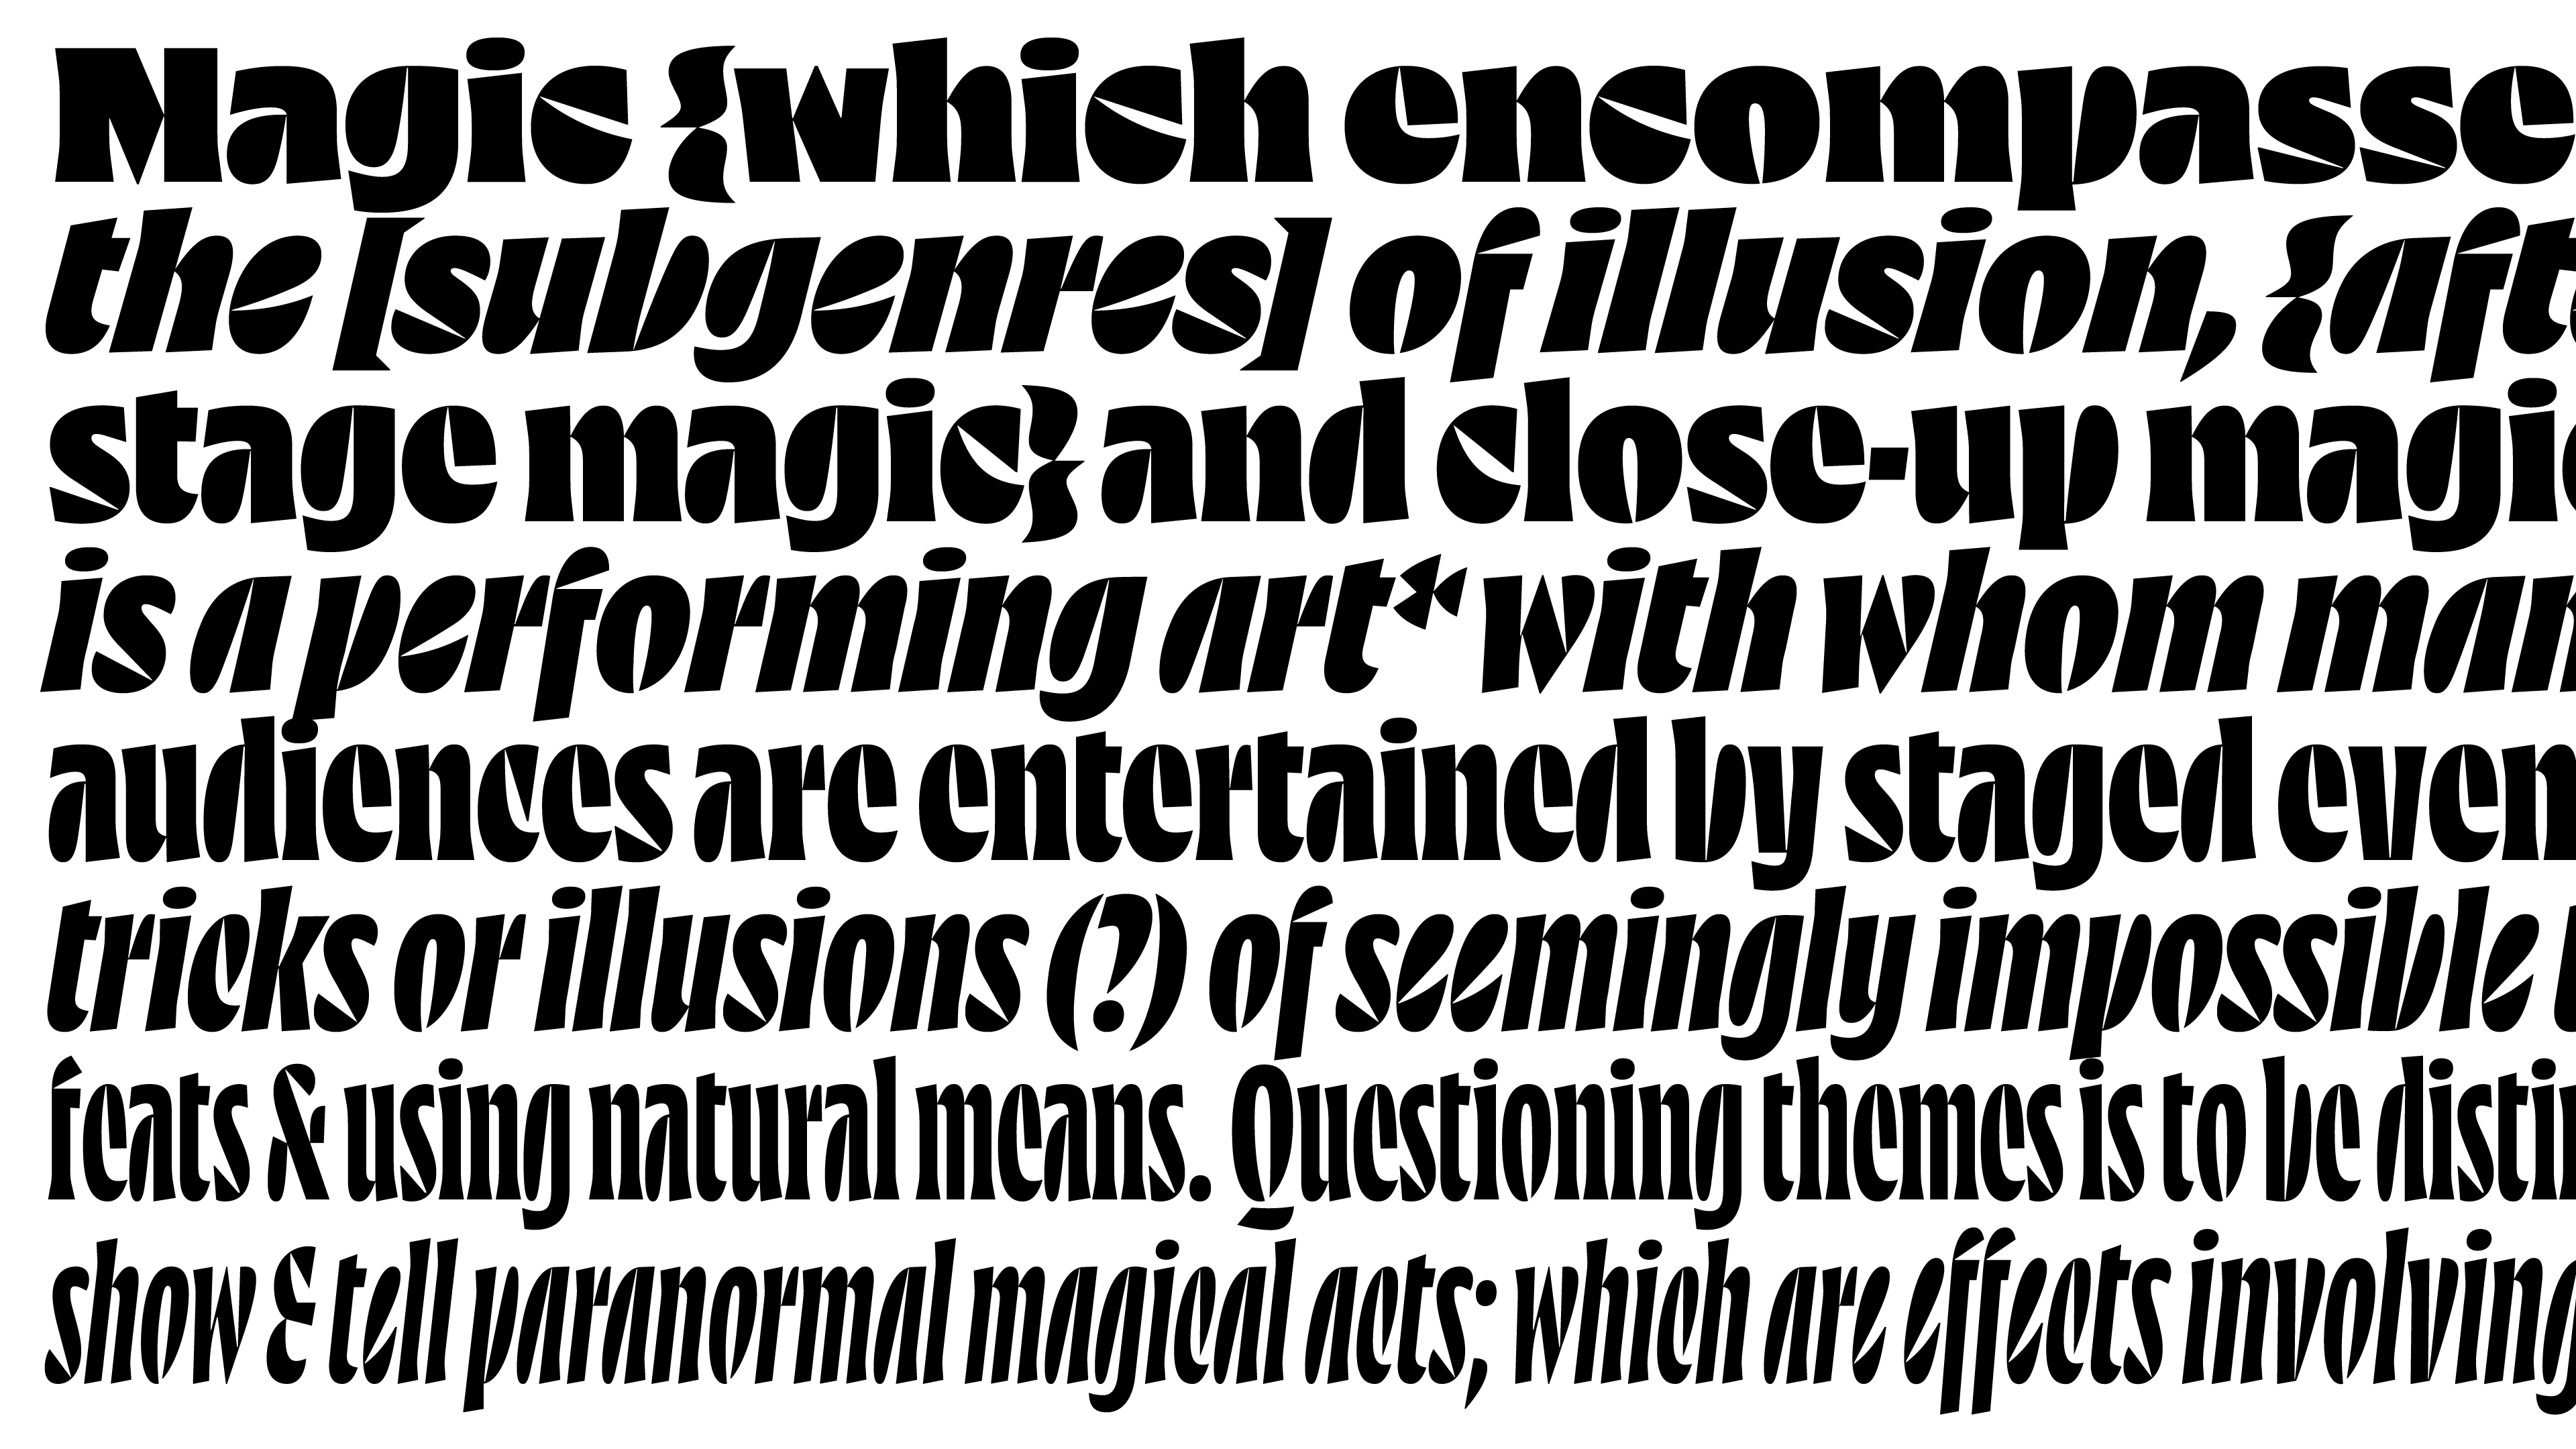 Magic {which encompasse
the [subgenres] of illusion, {afte
stage magic} and close-up magic
is a performing art* with whom man
audiences are entertained by staged even
tricks or illusions (?) of seemingly impossible
feats & using natural means. Questioning themes is to be distin
show & tell paranormal magical acts; which are effects involving